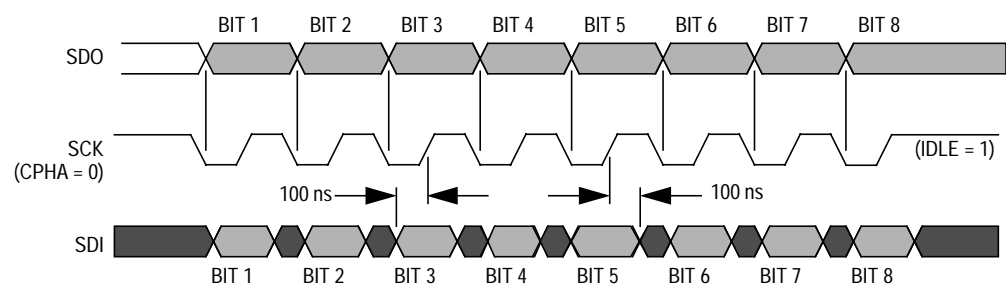 BIT 1 BIT 2 BIT 3 BIT 4 BIT 5 BIT 6 BIT 7 BIT 8
SDO
SCK
(CPHA = 0)
(IDLE = 1)
100 ns
100 ns
SDI
BIT 1 BIT 2 BIT 3 BIT 4 BIT 5 BIT 6 BIT 7 BIT 8